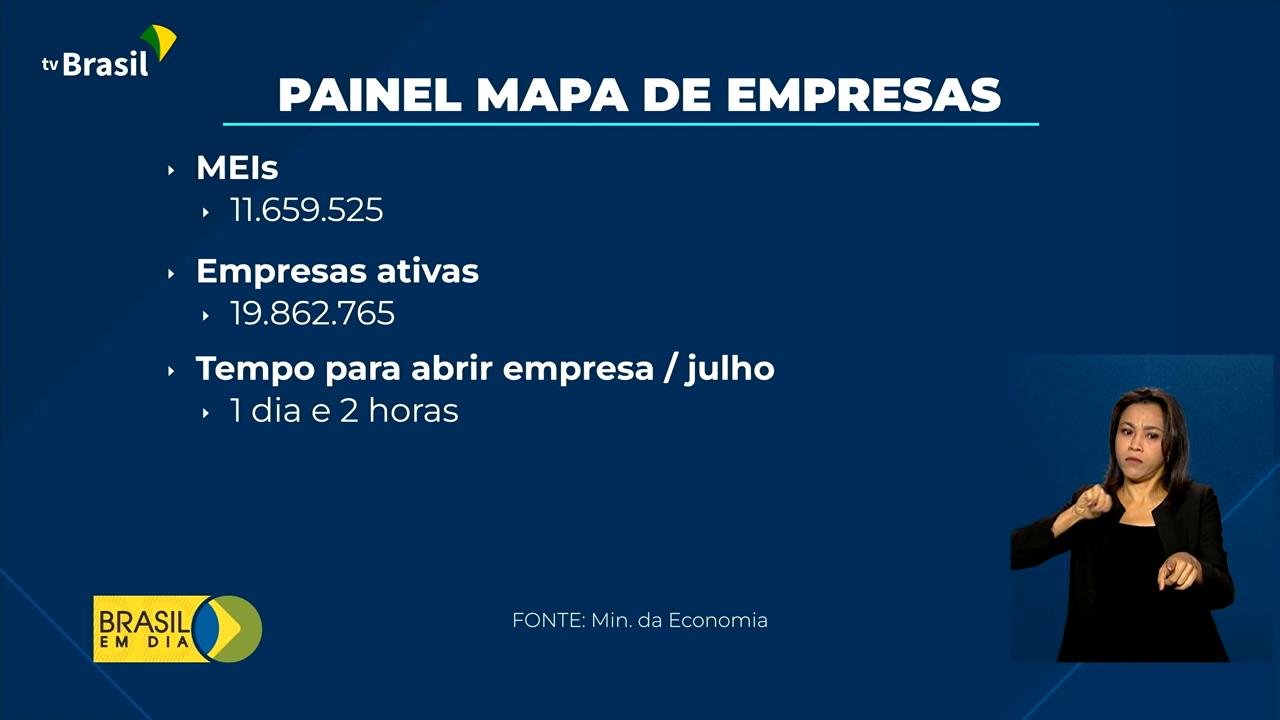 tv Brasil
PAINEL MAPA DE EMPRESAS
MEIs
11.659.525
Empresas ativas
19.862.765
Tempo para abrir empresa / julho
1 dia e 2 horas
BRASIL
EM DIA
FONTE: Min. da Economia